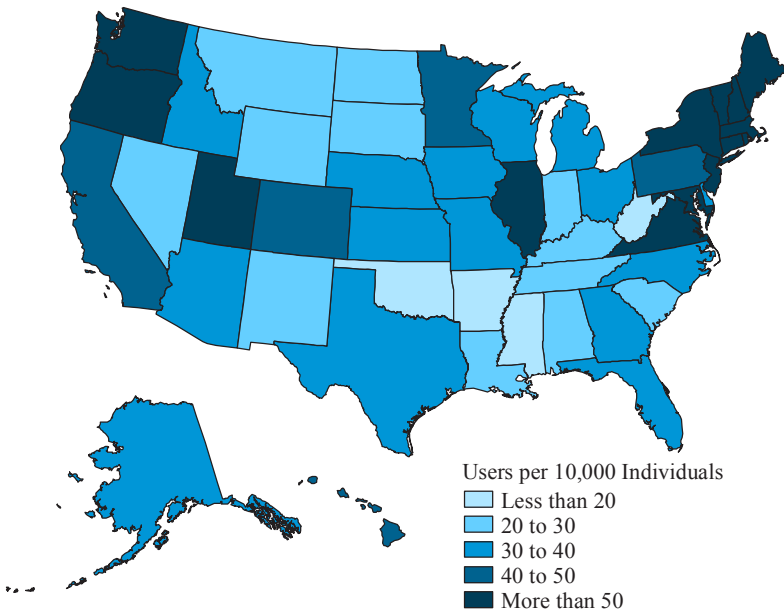 Users per 10,000 Individuals
Less than 20
20 to 30
30 to 40
40 to 50
More than 50